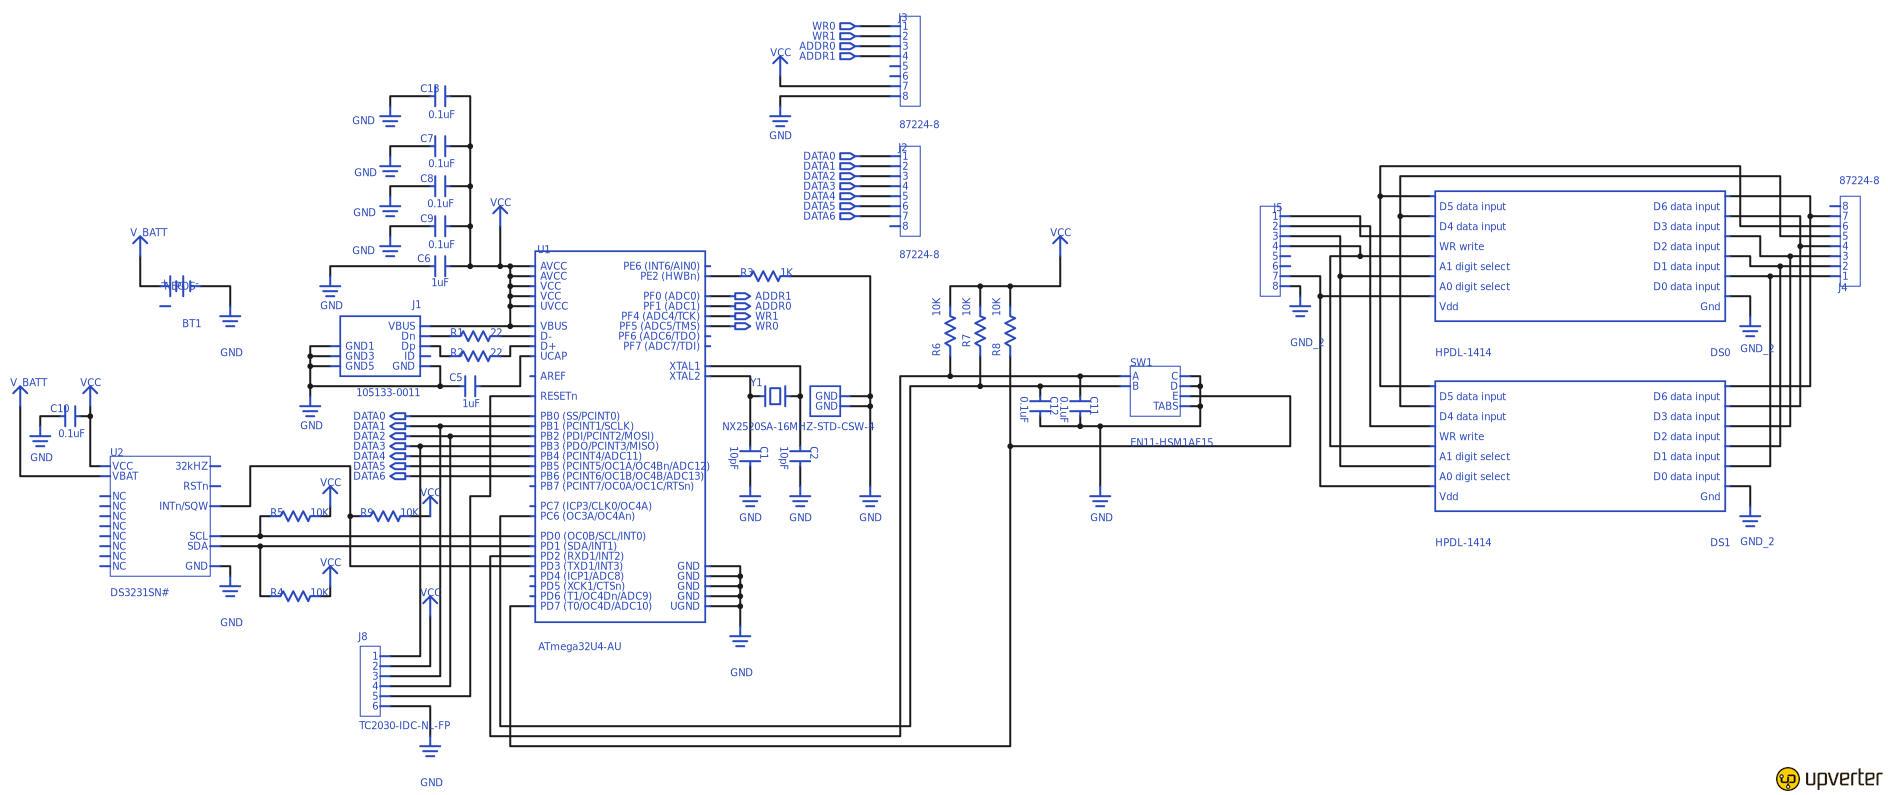 J3
WR0 1
WR1 2
ADDR0 3
ADDR1 4
VCC
5
6
7
8
GND
87224-8
J2
DATA0 1
DATA1 2
DATA2 3
DATA3 4
DATA4 5
DATA5 6
DATA6 7
8
87224-8
C13
0.1uF
GND
C7
0.1uF
GND
C8
0.1uF
GND
C9
0.1uF
GND
VCC
C6
1uF
GND
V_BATT
BT1
GND
J1
VBUS
Dn
GND1 Dp
GND3 ID
GND5 GND
105133-0011
GND
R1 22
R2 22
C5
1uF
U1
AVCC PE6 (INT6/AIN0)
AVCC PE2 (HWBn)
VCC
VCC PF0 (ADC0)
UVCC PF1 (ADC1)
PF4 (ADC4/TCK)
VBUS PF5 (ADC5/TMS)
D- PF6 (ADC6/TDO)
D+ PF7 (ADC7/TDI)
UCAP
XTAL1
AREF XTAL2
RESETn
PB0 (SS/PCINT0)
PB1 (PCINT1/SCLK)
PB2 (PDI/PCINT2/MOSI)
PB3 (PDO/PCINT3/MISO)
PB4 (PCINT4/ADC11)
PB5 (PCINT5/OC1A/OC4Bn/ADC12)
PB6 (PCINT6/OC1B/OC4B/ADC13)
PB7 (PCINT7/OC0A/OC1C/RTSn)
PC7 (ICP3/CLK0/OC4A)
PC6 (OC3A/OC4An)
PD0 (OC0B/SCL/INT0)
PD1 (SDA/INT1)
PD2 (RXD1/INT2)
PD3 (TXD1/INT3) GND
PD4 (ICP1/ADC8) GND
PD5 (XCK1/CTSn) GND
PD6 (T1/OC4Dn/ADC9) GND
PD7 (T0/OC4D/ADC10) UGND
ATmega32U4-AU
GND
R3 1K
ADDR1
ADDR0
WR1
WR0
DATA0
DATA1
DATA2
DATA3
DATA4
DATA5
DATA6
Y1
GND
GND
NX2520SA-16MHZ-STD-CSW-4
C1
10pF
C2
10pF
GND
GND
GND
V_BATT
VCC
C10
0.1uF
GND
U2
VCC 32kHZ
VBAT
RSTn
NC
NC INTn/SQW
NC
NC
NC SCL
NC SDA
NC
NC GND
DS3231SN#
GND
VCC
R5 10K
VCC
R9 10K
VCC
R4 10K
VCC
J8
1
2
3
4
5
6
TC2030-IDC-NL-FP
GND
VCC
10K
R6
10K
R7
10K
R8
0.1uF
C12
0.1uF
C11
GND
SW1
A C
B D
E
TABS
EN11-HSM1AF15
J5
1
2
3
4
5
6
7
8
GND_2
D5 data input D6 data input
D4 data input D3 data input
WR write D2 data input
A1 digit select D1 data input
A0 digit select D0 data input
Vdd Gnd
HPDL-1414 DS0
GND_2
D5 data input D6 data input
D4 data input D3 data input
WR write D2 data input
A1 digit select D1 data input
A0 digit select D0 data input
Vdd Gnd
HPDL-1414 DS1
GND_2
87224-8
8
7
6
5
4
3
2
1
J4
upverter